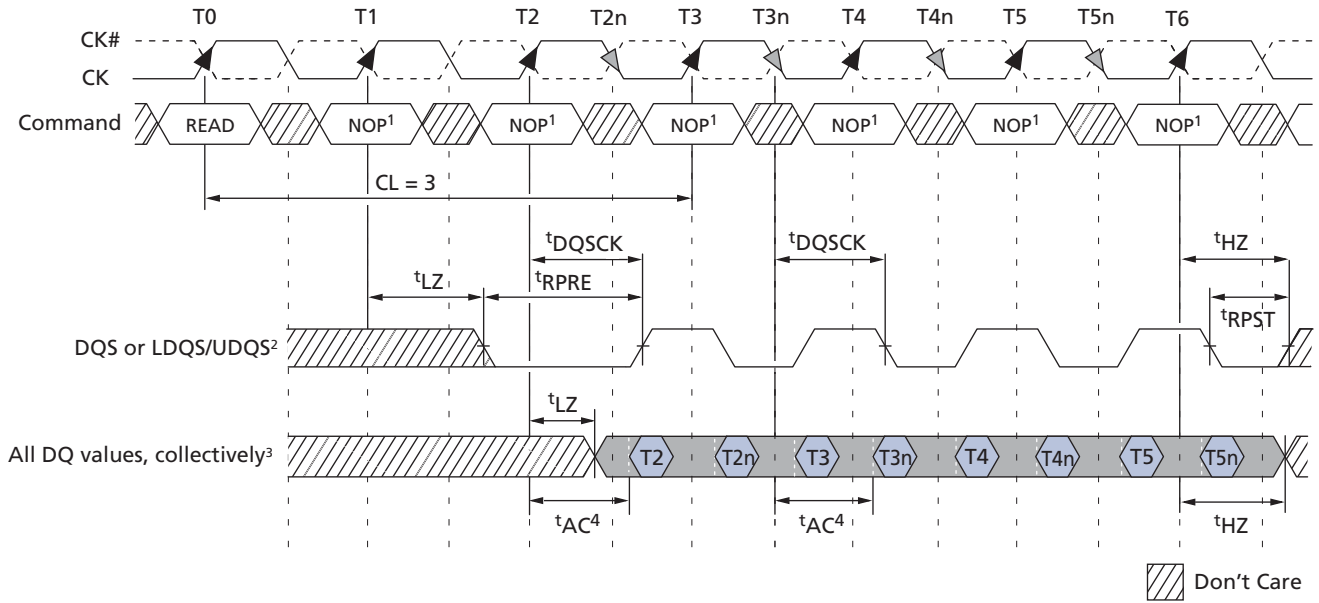 T0 T1 T2 T2n T3 T3n T4 T4n T5 T5n T6
CK#
CK
Command READ NOP¹ NOP¹ NOP¹ NOP¹ NOP¹ NOP¹
CL = 3
tDQSCK tDQSCK tHZ
tLZ tRPRE
tRPST
DQS or LDQS/UDQS²
tLZ
All DQ values, collectively³ T2 T2n T3 T3n T4 T4n T5 T5n
tAC⁴ tAC⁴ tHZ
Don't Care